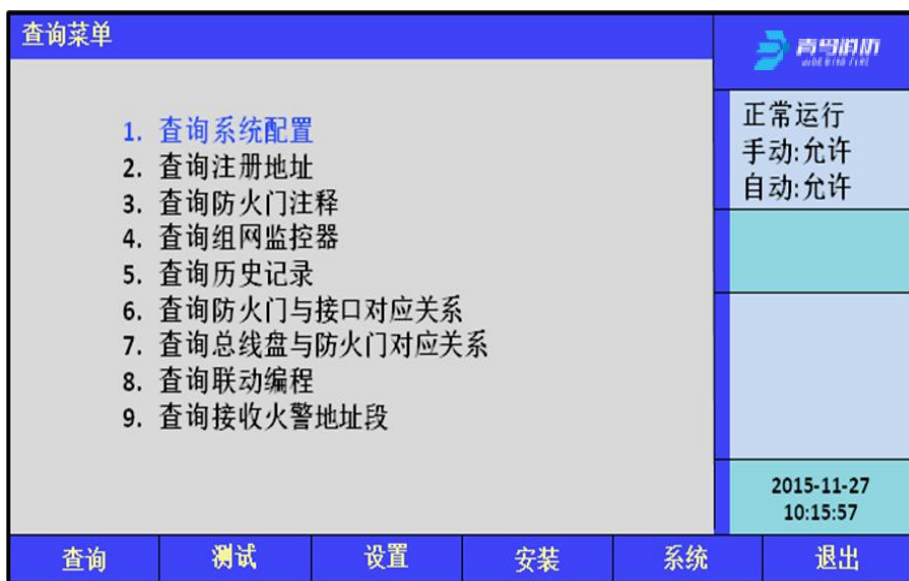 查询菜单
青鸟消防
1. 查询系统配置
2. 查询注册地址
3. 查询防火门注释
4. 查询组网监控器
5. 查询历史记录
6. 查询防火门与接口对应关系
7. 查询总线盘与防火门对应关系
8. 查询联动编程
9. 查询接收火警地址段
正常运行
手动:允许
自动:允许
2015-11-27
10:15:57
查询 测试 设置 安装 系统 退出